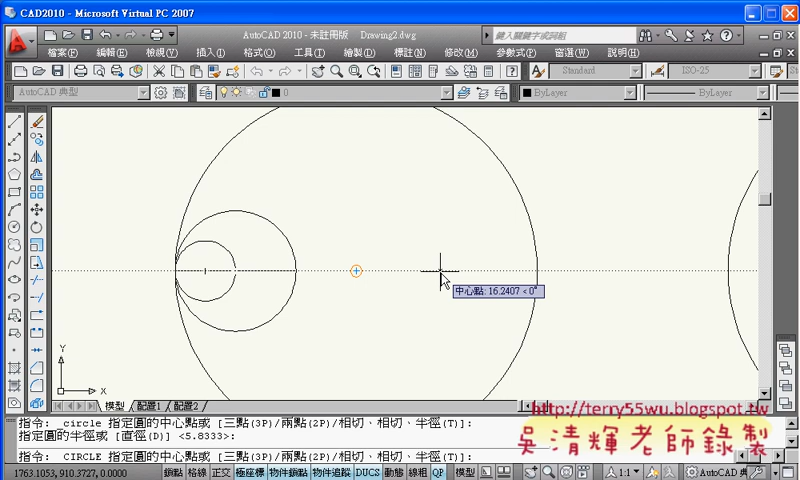 CAD2010 - Microsoft Virtual PC 2007
AutoCAD 2010 - 未註冊版 Drawing2.dwg
鍵入關鍵字或詞組
檔案(F) 編輯(E) 檢視(V) 插入(I) 格式(O) 工具(T) 繪製(D) 標註(N) 修改(M) 參數式(P) 視窗(W) 說明(H)
Standard ISO-25
AutoCAD 典型 0 ByLayer ByLayer
中心點: 16.2407 < 0°
Y
X
模型 配置1 配置2
http://terry55wu.blogspot.tw
吳清輝老師錄製
指令: _circle 指定圓的中心點或 [三點(3P)/兩點(2P)/相切、相切、半徑(T)]:
指定圓的半徑或 [直徑(D)] <5.8333>:
指令: CIRCLE 指定圓的中心點或 [三點(3P)/兩點(2P)/相切、相切、半徑(T)]:
1763.1053, 910.3727, 0.0000 鎖點 格線 正交 極座標 物件鎖點 物件追蹤 DUCS 動態 線粗 QP 模型 1:1 AutoCAD 典